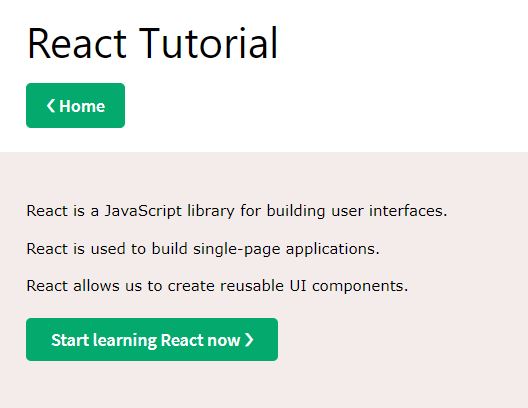 React Tutorial
❮ Home
React is a JavaScript library for building user interfaces.
React is used to build single-page applications.
React allows us to create reusable UI components.
Start learning React now ❯